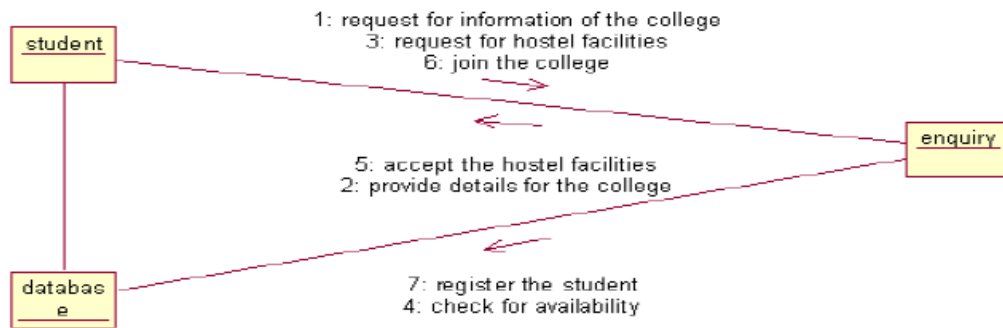 1: request for information of the college
3: request for hostel facilities
6: join the college
student
enquiry
5: accept the hostel facilities
2: provide details for the college
databas
e
7: register the student
4: check for availability